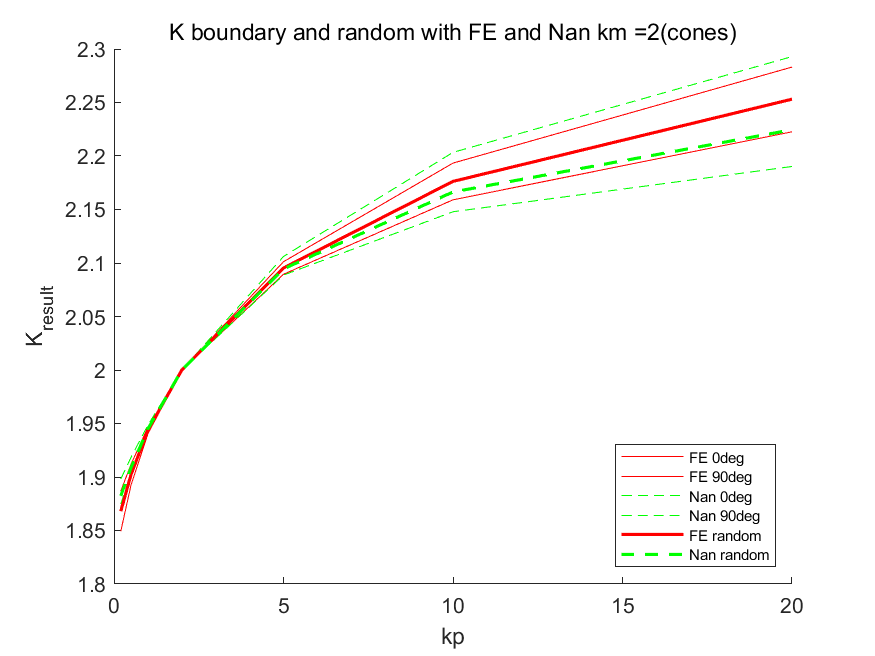 K boundary and random with FE and Nan km =2(cones)
2.3
2.25
2.2
2.15
2.1
2.05
2
1.95
1.9
1.85
1.8
K_result
0 5 10 15 20
kp
FE 0deg
FE 90deg
Nan 0deg
Nan 90deg
FE random
Nan random